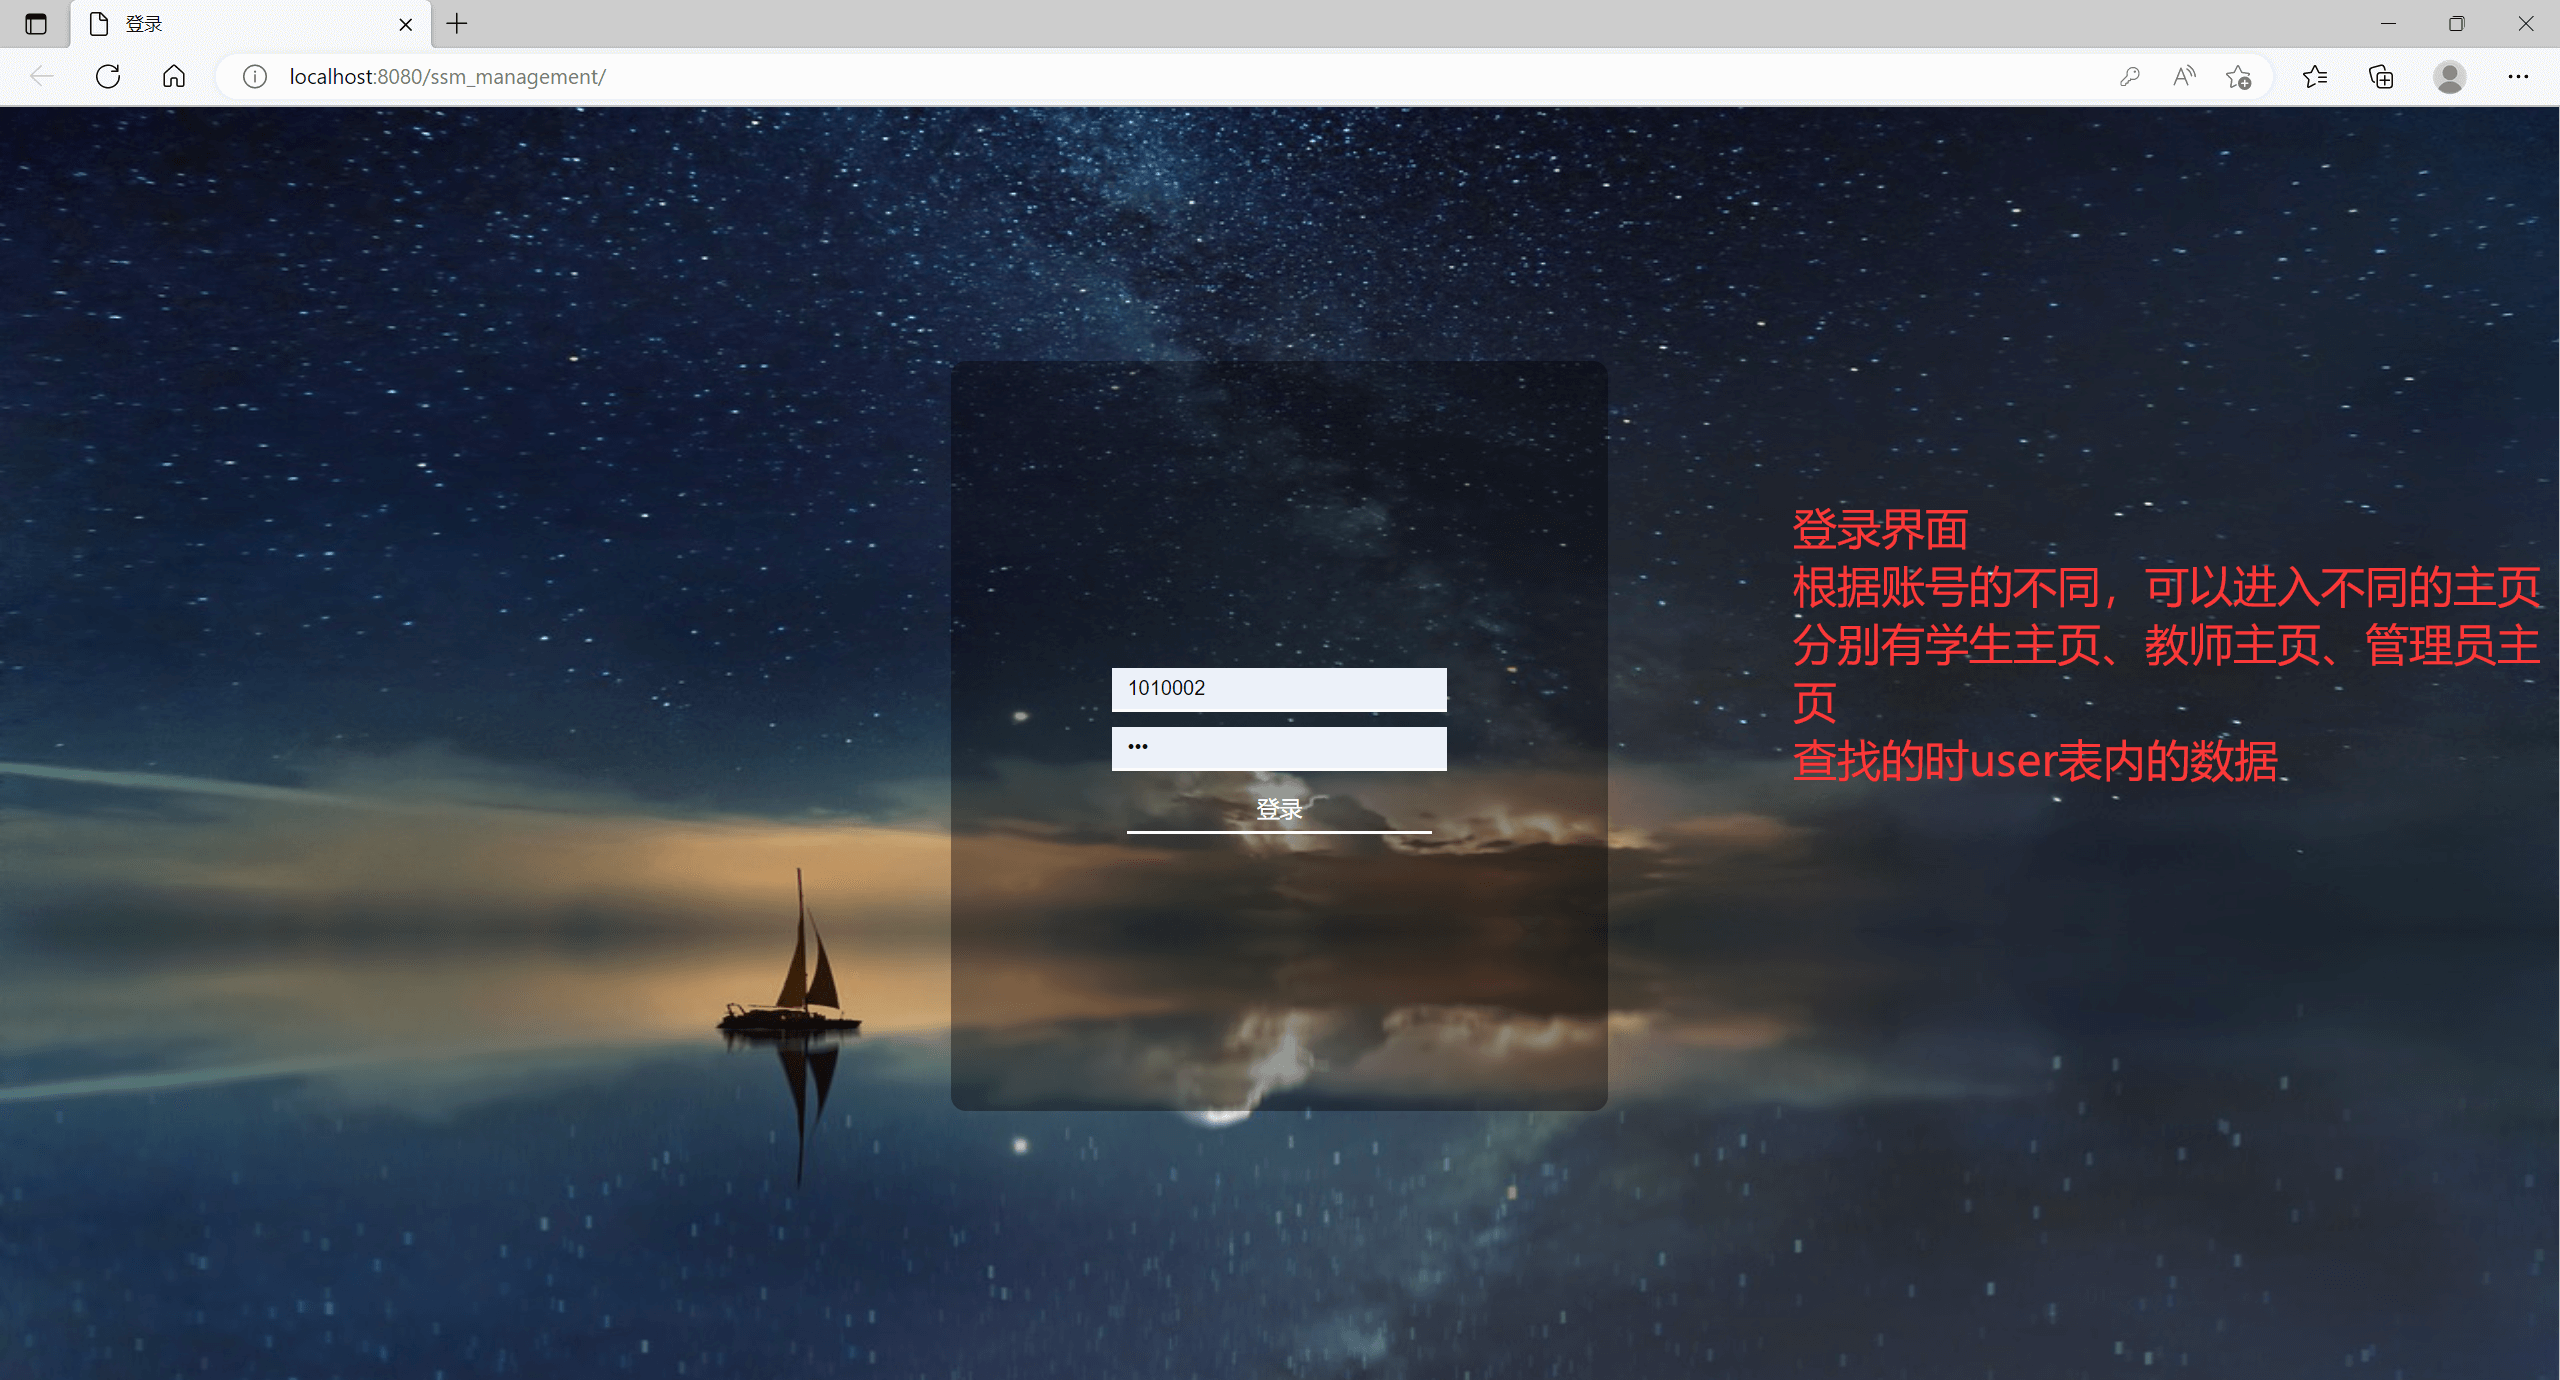 登录
localhost:8080/ssm_management/
登录界面
根据账号的不同，可以进入不同的主页
分别有学生主页、教师主页、管理员主
页
查找的时user表内的数据
1010002
•••
登录